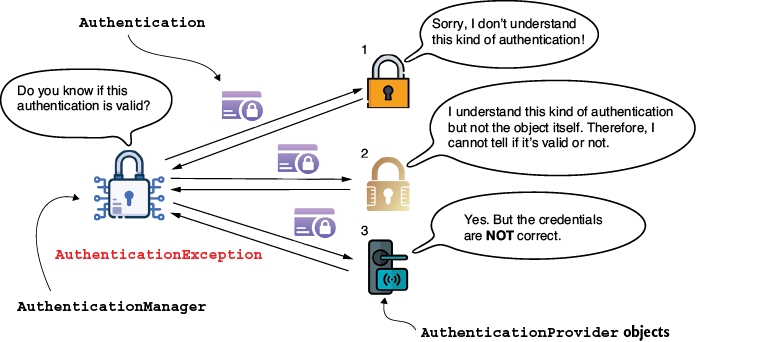 Authentication
1
Sorry, I don't understand
this kind of authentication!
Do you know if this
authentication is valid?
2
I understand this kind of authentication
but not the object itself. Therefore, I
cannot tell if it's valid or not.
3
Yes. But the credentials
are NOT correct.
AuthenticationException
AuthenticationManager
AuthenticationProvider objects